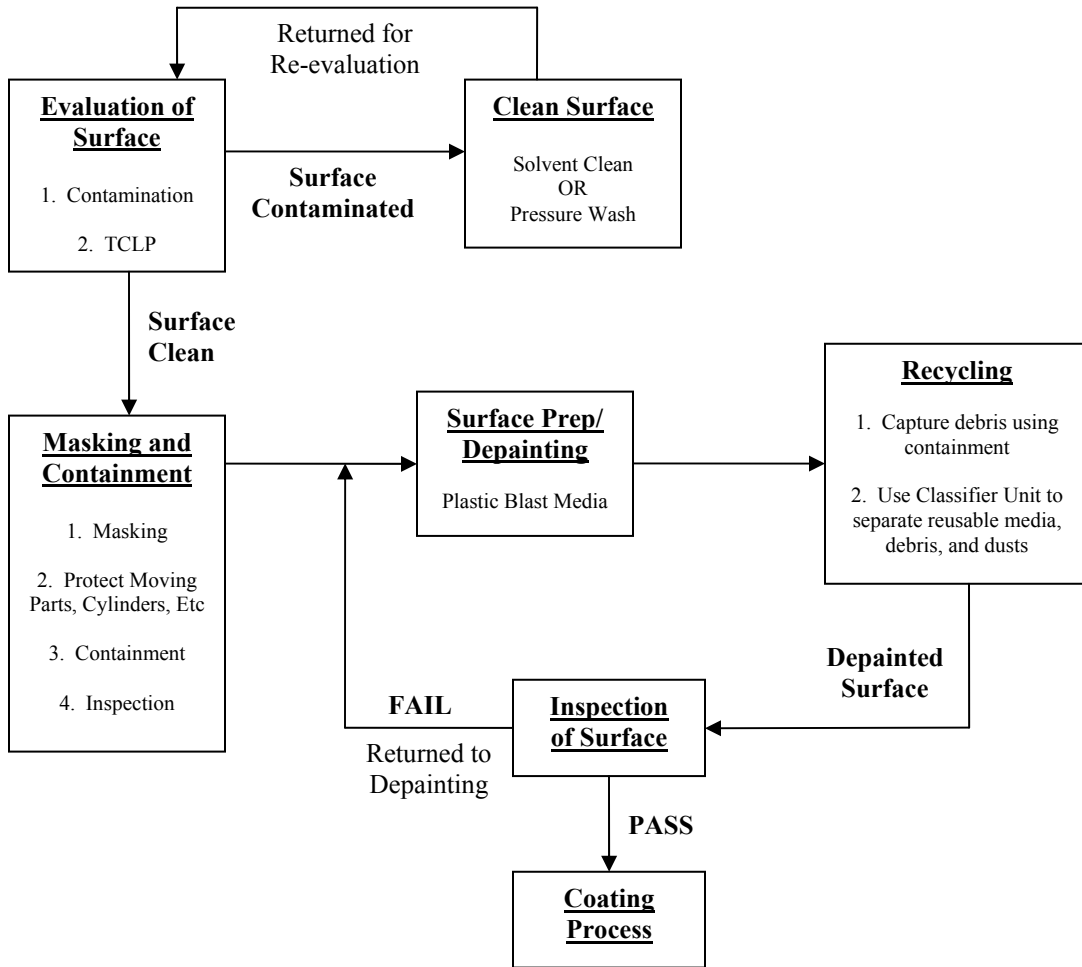 Returned for
Re-evaluation
Evaluation of
Surface
1. Contamination
2. TCLP
Surface
Contaminated
Clean Surface
Solvent Clean
OR
Pressure Wash
Surface
Clean
Masking and
Containment
1. Masking
2. Protect Moving
Parts, Cylinders, Etc
3. Containment
4. Inspection
Surface Prep/
Depainting
Plastic Blast Media
Recycling
1. Capture debris using
containment
2. Use Classifier Unit to
separate reusable media,
debris, and dusts
Depainted
Surface
Inspection
of Surface
FAIL
Returned to
Depainting
PASS
Coating
Process